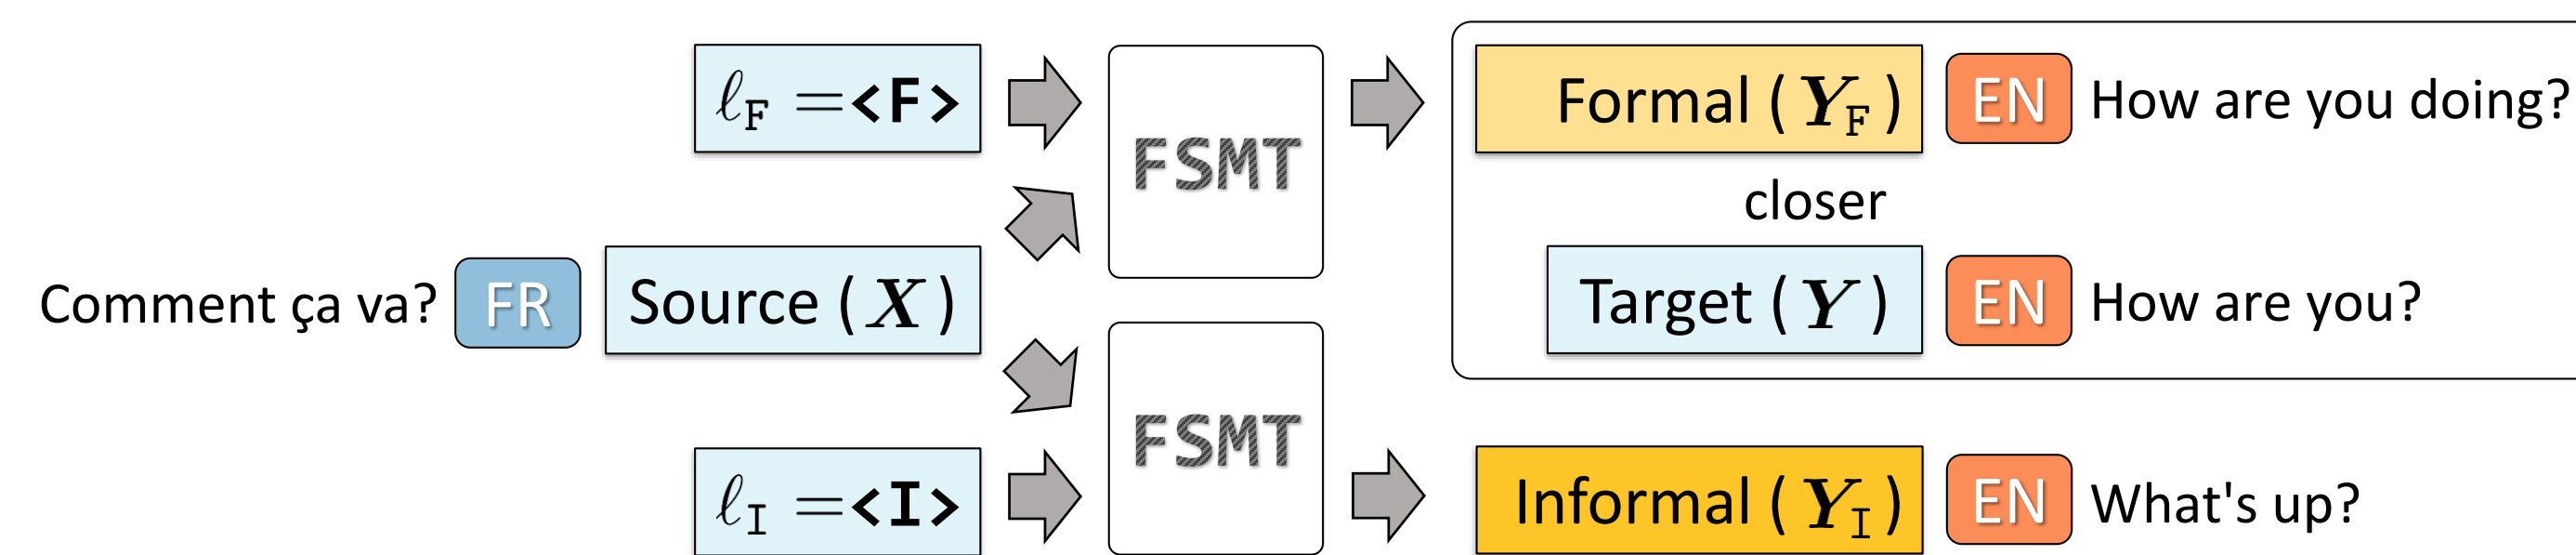 ℓF =<F> FSMT Formal (YF) EN How are you doing?
closer
Comment ça va? FR Source (X) Target (Y) EN How are you?
ℓI =<I> FSMT Informal (YI) EN What's up?